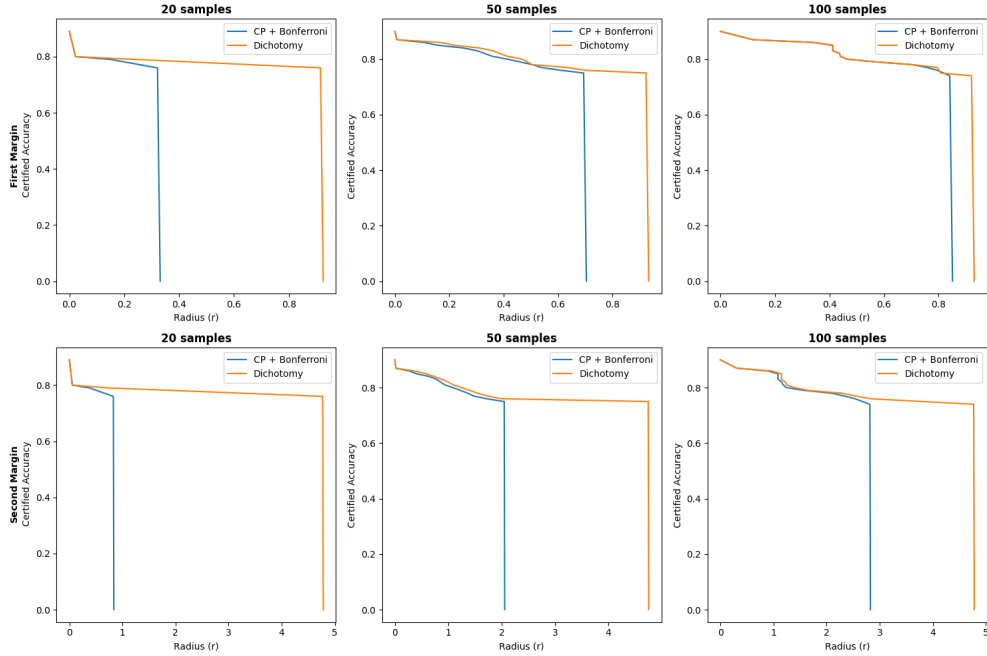 20 samples
50 samples
100 samples
First Margin
Certified Accuracy
0.8
0.6
0.4
0.2
0.0
CP + Bonferroni
Dichotomy
0.0 0.2 0.4 0.6 0.8
Radius (r)
Certified Accuracy
0.8
0.6
0.4
0.2
0.0
CP + Bonferroni
Dichotomy
0.0 0.2 0.4 0.6 0.8
Radius (r)
Certified Accuracy
0.8
0.6
0.4
0.2
0.0
CP + Bonferroni
Dichotomy
0.0 0.2 0.4 0.6 0.8
Radius (r)
20 samples
50 samples
100 samples
Second Margin
Certified Accuracy
0.8
0.6
0.4
0.2
0.0
CP + Bonferroni
Dichotomy
0 1 2 3 4 5
Radius (r)
Certified Accuracy
0.8
0.6
0.4
0.2
0.0
CP + Bonferroni
Dichotomy
0 1 2 3 4
Radius (r)
Certified Accuracy
0.8
0.6
0.4
0.2
0.0
CP + Bonferroni
Dichotomy
0 1 2 3 4 5
Radius (r)